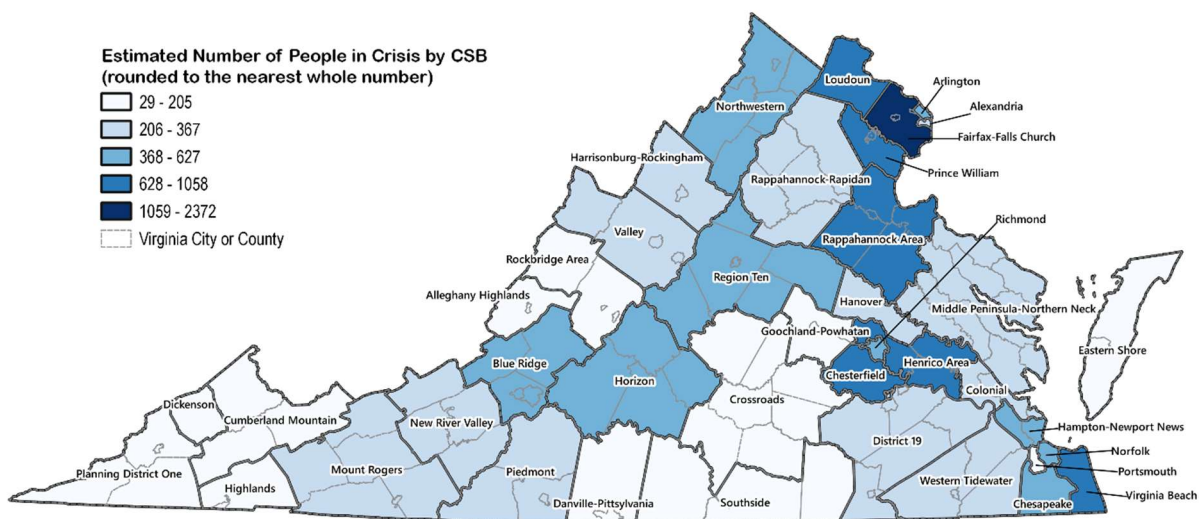 Estimated Number of People in Crisis by CSB
(rounded to the nearest whole number)
29 - 205
206 - 367
368 - 627
628 - 1058
1059 - 2372
Virginia City or County
Loudoun
Arlington
Alexandria
Northwestern
Fairfax-Falls Church
Harrisonburg-Rockingham
Prince William
Rappahannock-Rapidan
Richmond
Valley
Rappahannock Area
Rockbridge Area
Region Ten
Alleghany Highlands
Hanover
Middle Peninsula-Northern Neck
Goochland-Powhatan
Eastern Shore
Blue Ridge
Henrico Area
Horizon
Chesterfield
Colonial
Dickenson
Crossroads
Cumberland Mountain
New River Valley
Hampton-Newport News
District 19
Norfolk
Planning District One
Mount Rogers
Piedmont
Portsmouth
Western Tidewater
Highlands
Virginia Beach
Danville-Pittsylvania
Southside
Chesapeake